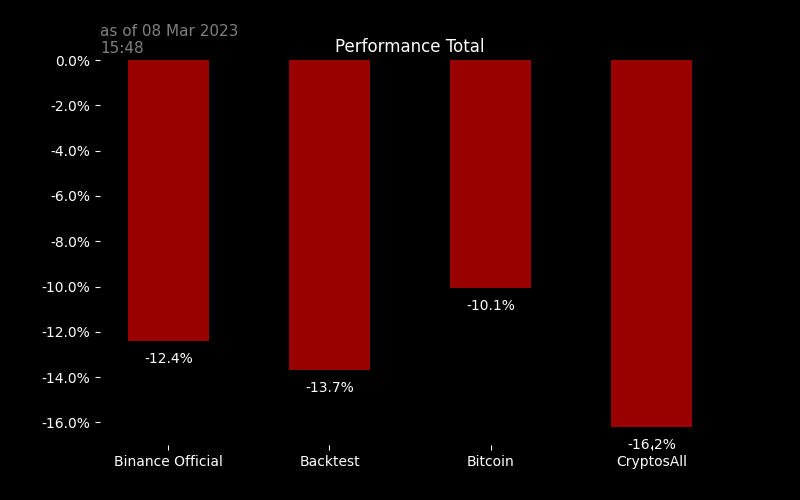 as of 08 Mar 2023
15:48
Performance Total
0.0%
-2.0%
-4.0%
-6.0%
-8.0%
-10.0%
-12.0%
-14.0%
-16.0%
-12.4%
-13.7%
-10.1%
-16.2%
Binance Official
Backtest
Bitcoin
CryptosAll